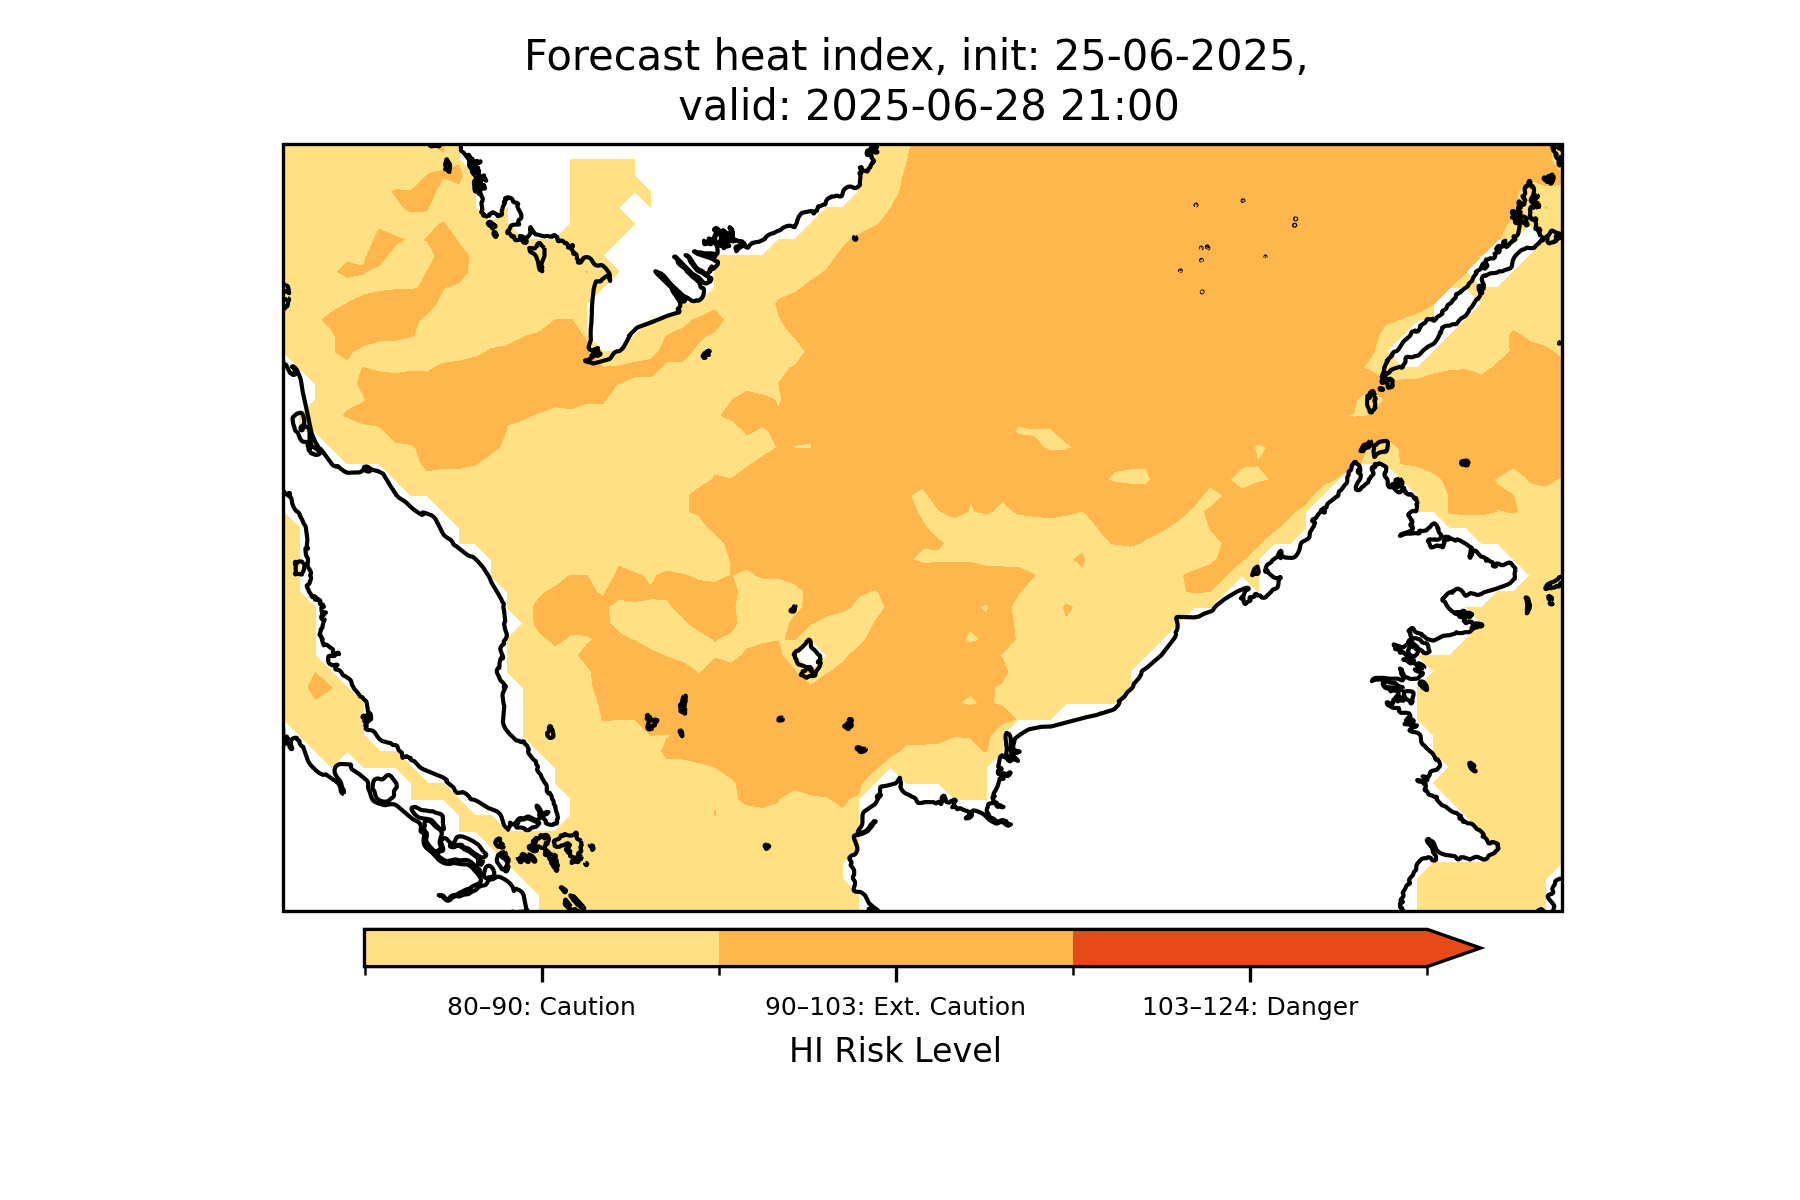 Forecast heat index, init: 25-06-2025,
valid: 2025-06-28 21:00
80–90: Caution
90–103: Ext. Caution
103–124: Danger
HI Risk Level